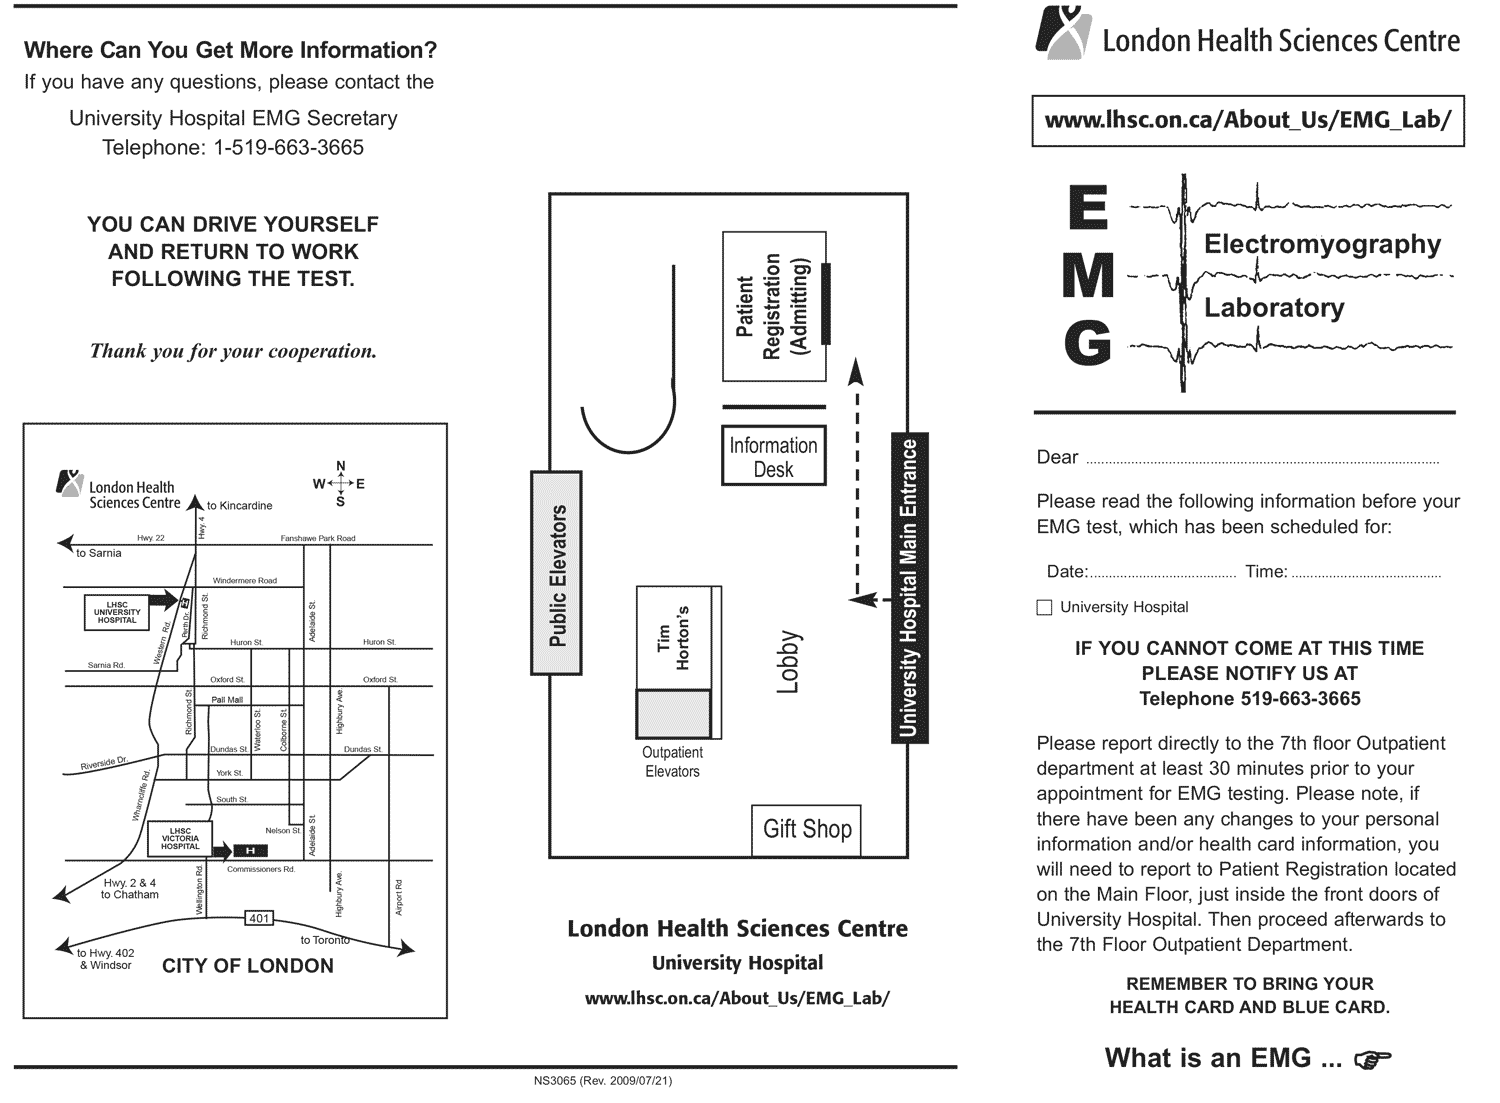 Where Can You Get More Information?
If you have any questions, please contact the
University Hospital EMG Secretary
Telephone: 1-519-663-3665
YOU CAN DRIVE YOURSELF
AND RETURN TO WORK
FOLLOWING THE TEST.
Thank you for your cooperation.
London Health
Sciences Centre
N
W
E
S
to Kincardine
Hwy. 4
Hwy. 22
Fanshawe Park Road
to Sarnia
Windermere Road
LHSC
UNIVERSITY
HOSPITAL
H
Perth Dr.
Richmond St.
Western Rd.
Adelaide St.
Huron St.
Huron St.
Sarnia Rd.
Oxford St.
Oxford St.
Pall Mall
Richmond St.
Waterloo St.
Colborne St.
Highbury Ave.
Dundas St.
Dundas St.
Riverside Dr.
York St.
Wharncliffe Rd.
South St.
LHSC
VICTORIA
HOSPITAL
H
Nelson St.
Adelaide St.
Commissioners Rd.
Hwy. 2 & 4
to Chatham
Wellington Rd.
Highbury Ave.
Airport Rd
401
to Toronto
to Hwy. 402
& Windsor
CITY OF LONDON
Patient
Registration
(Admitting)
Information
Desk
Public Elevators
University Hospital Main Entrance
Tim
Horton's
Lobby
Outpatient
Elevators
Gift Shop
London Health Sciences Centre
University Hospital
www.lhsc.on.ca/About_Us/EMG_Lab/
NS3065 (Rev. 2009/07/21)
London Health Sciences Centre
www.lhsc.on.ca/About_Us/EMG_Lab/
E
M
G
Electromyography
Laboratory
Dear ........................................................................
Please read the following information before your
EMG test, which has been scheduled for:
Date:.................................... Time: .....................................
University Hospital
IF YOU CANNOT COME AT THIS TIME
PLEASE NOTIFY US AT
Telephone 519-663-3665
Please report directly to the 7th floor Outpatient
department at least 30 minutes prior to your
appointment for EMG testing. Please note, if
there have been any changes to your personal
information and/or health card information, you
will need to report to Patient Registration located
on the Main Floor, just inside the front doors of
University Hospital. Then proceed afterwards to
the 7th Floor Outpatient Department.
REMEMBER TO BRING YOUR
HEALTH CARD AND BLUE CARD.
What is an EMG ...